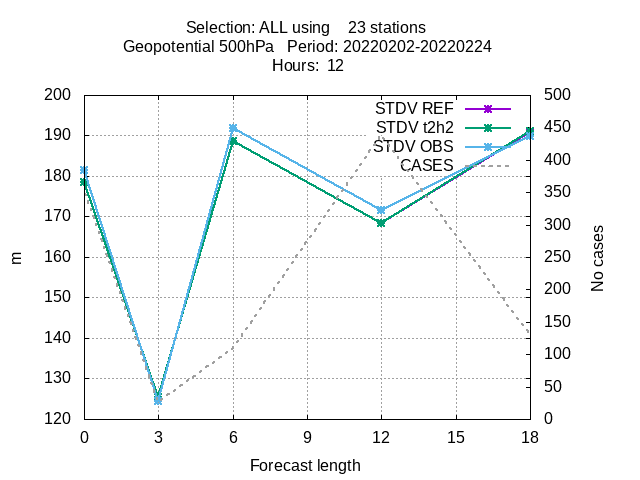 Selection: ALL using    23 stations
Geopotential 500hPa   Period: 20220202-20220224
Hours:  12
200 500
STDV REF
190 450
STDV t2h2
STDV OBS
180 400
CASES
350
170 300
160 250
150 200
140 150
130 100
50
120 0
m
No cases
0 3 6 9 12 15 18
Forecast length